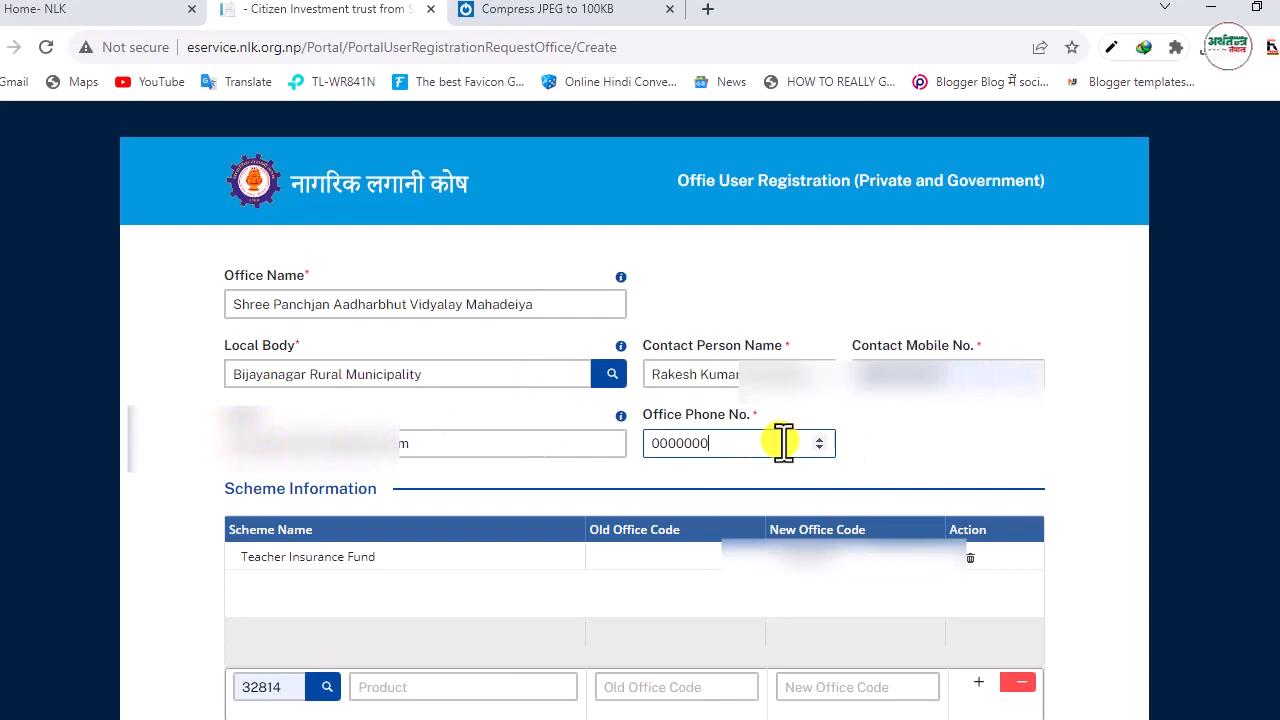 Home- NLK
- Citizen Investment trust from S
Compress JPEG to 100KB
Not secure
eservice.nlk.org.np/Portal/PortalUserRegistrationRequestOffice/Create
अर्थतन्त्र
नेपाल
Gmail
Maps
YouTube
Translate
TL-WR841N
The best Favicon G...
Online Hindi Conve...
News
HOW TO REALLY G...
Blogger Blog में soci...
Blogger templates...
नागरिक लगानी कोष
Offie User Registration (Private and Government)
Office Name*
Shree Panchjan Aadharbhut Vidyalay Mahadeiya
Local Body*
Contact Person Name *
Contact Mobile No. *
Bijayanagar Rural Municipality
Rakesh Kumar
Office Phone No. *
m
0000000
Scheme Information
Scheme Name
Old Office Code
New Office Code
Action
Teacher Insurance Fund
32814
Product
Old Office Code
New Office Code